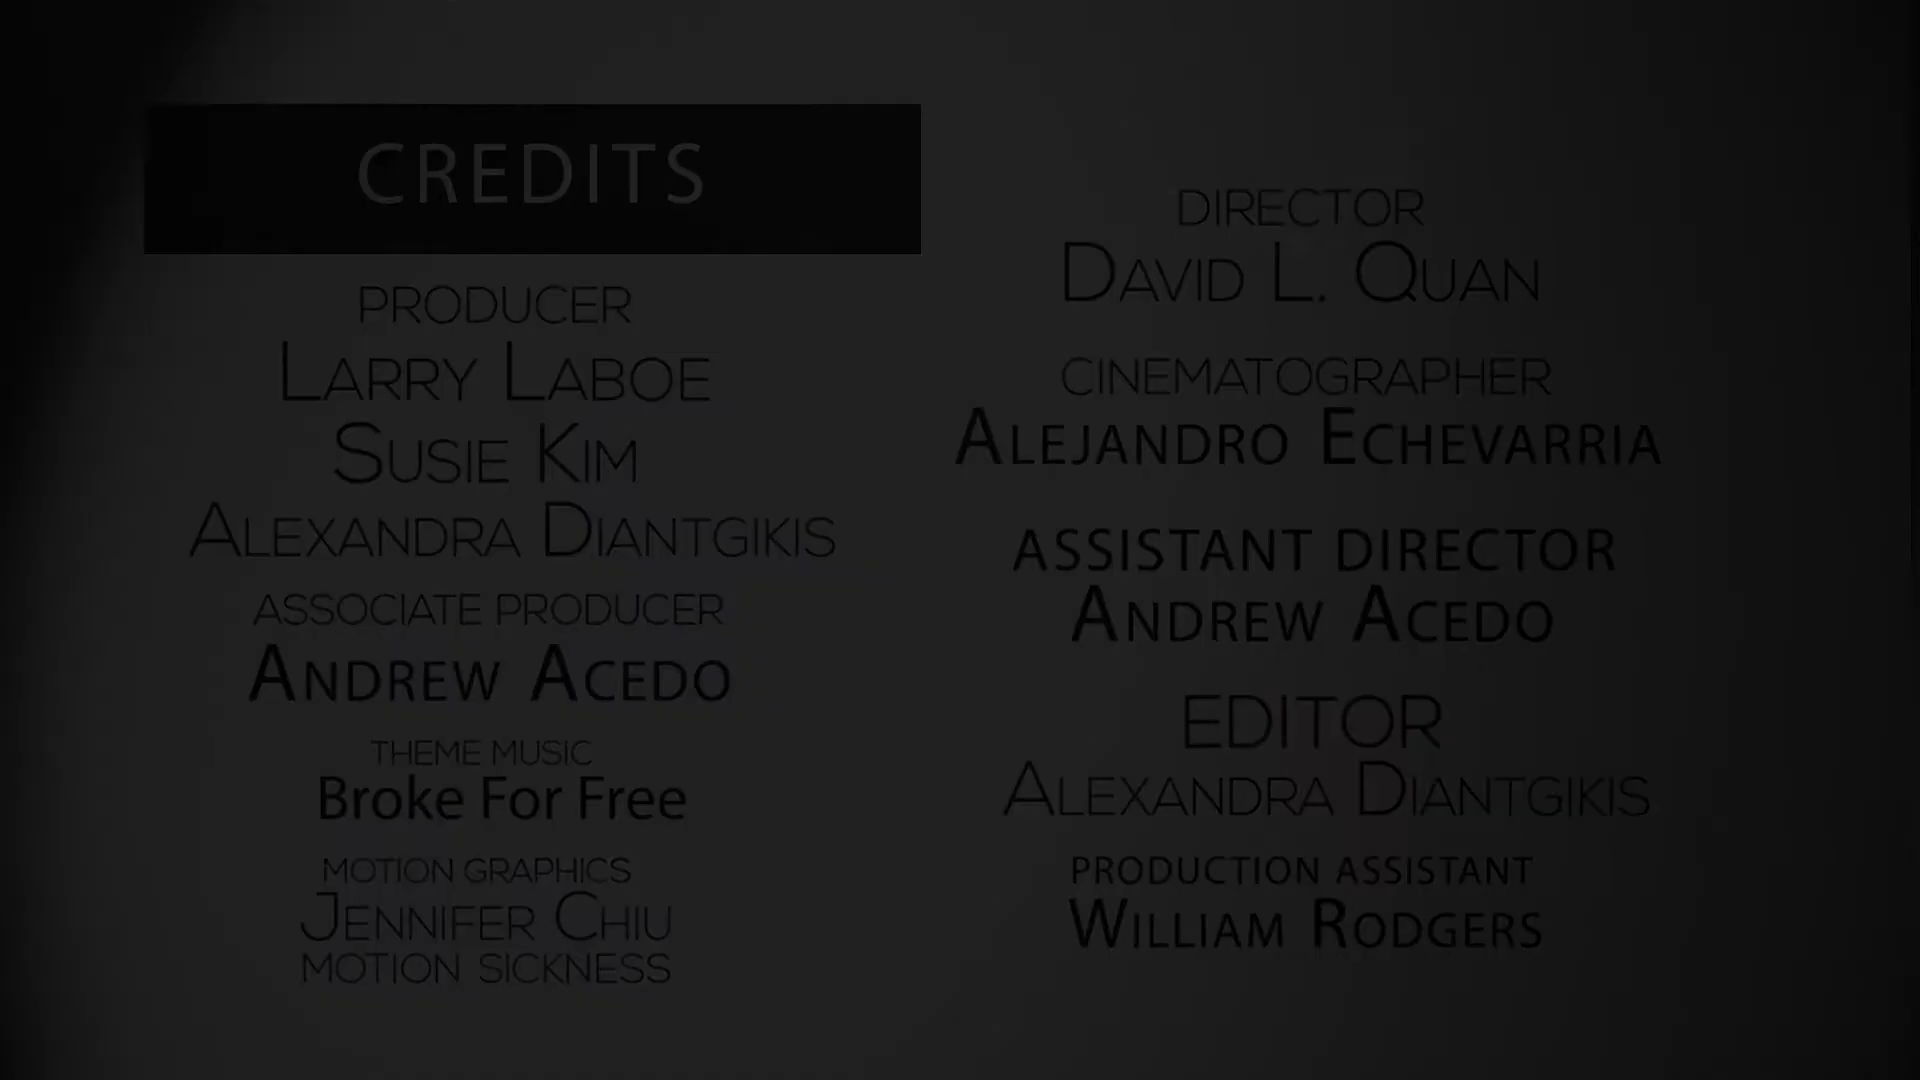 CREDITS
PRODUCER
LARRY LABOE
SUSIE KIM
ALEXANDRA DIANTGIKIS
ASSOCIATE PRODUCER
ANDREW ACEDO
THEME MUSIC
Broke For Free
MOTION GRAPHICS
JENNIFER CHIU
MOTION SICKNESS
DIRECTOR
DAVID L. QUAN
CINEMATOGRAPHER
ALEJANDRO ECHEVARRIA
ASSISTANT DIRECTOR
ANDREW ACEDO
EDITOR
ALEXANDRA DIANTGIKIS
PRODUCTION ASSISTANT
WILLIAM RODGERS